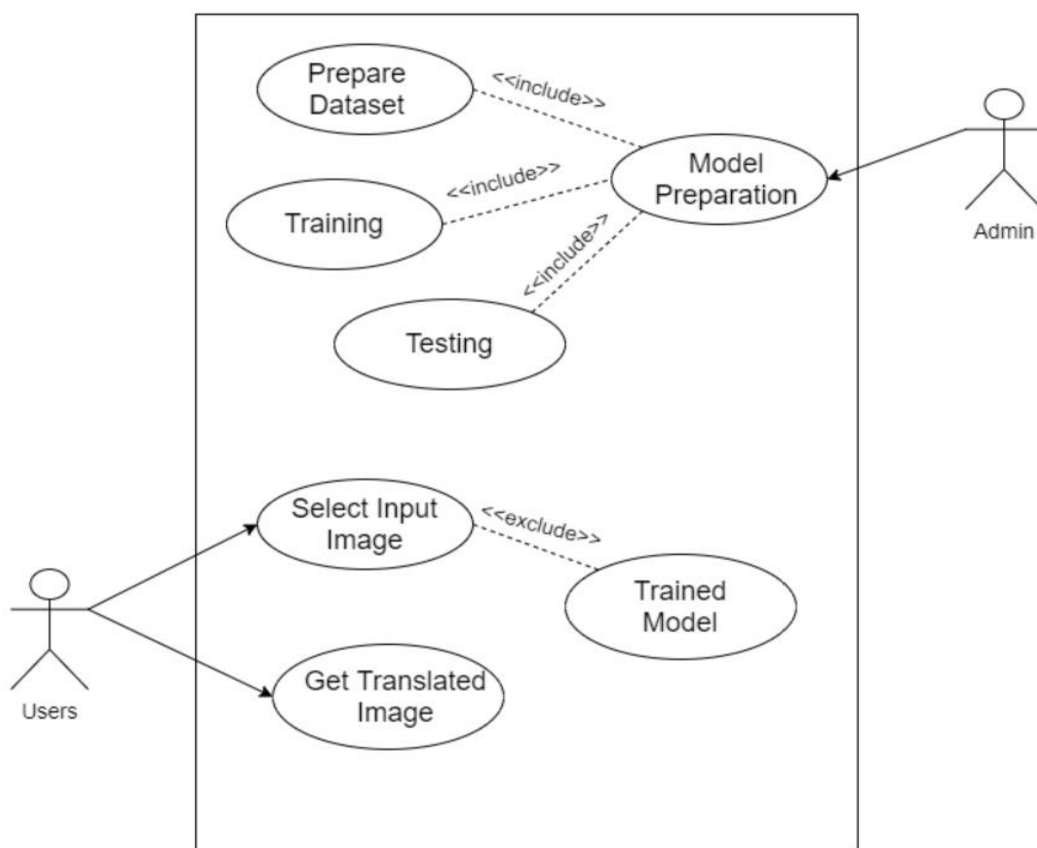 Prepare
Dataset
<<include>>
Model
Preparation
Admin
<<include>>
Training
<<include>>
Testing
Select Input
Image
<<exclude>>
Trained
Model
Users
Get Translated
Image